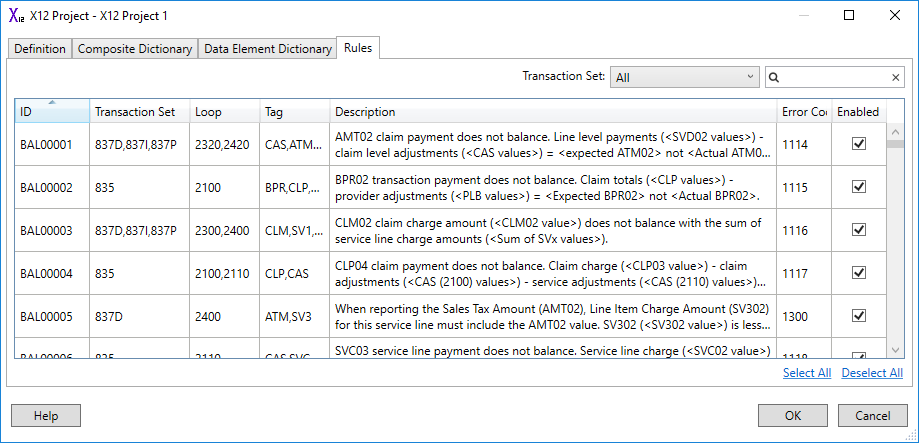 X12 X12 Project - X12 Project 1
Definition Composite Dictionary Data Element Dictionary Rules
Transaction Set: All
ID Transaction Set Loop Tag Description Error Coc Enabled
BAL00001 837D,837I,837P 2320,2420 CAS,ATM... AMT02 claim payment does not balance. Line level payments (<SVD02 values>) -
claim level adjustments (<CAS values>) = <expected ATM02> not <Actual ATM0... 1114
BAL00002 835 2100 BPR,CLP,... BPR02 transaction payment does not balance. Claim totals (<CLP values>) -
provider adjustments (<PLB values>) = <Expected BPR02> not <Actual BPR02>. 1115
BAL00003 837D,837I,837P 2300,2400 CLM,SV1,... CLM02 claim charge amount (<CLM02 value>) does not balance with the sum of
service line charge amounts (<Sum of SVx values>). 1116
BAL00004 835 2100,2110 CLP,CAS CLP04 claim payment does not balance. Claim charge (<CLP03 value>) - claim
adjustments (<CAS (2100) values>) - service adjustments (<CAS (2110) values>)... 1117
BAL00005 837D 2400 ATM,SV3 When reporting the Sales Tax Amount (AMT02), Line Item Charge Amount (SV302)
for this service line must include the AMT02 value. SV302 (<SV302 value>) is less... 1300
BAL00006 835 2110 CAS,SVC SVC03 service line payment does not balance. Service line charge (<SVC02 value>) 1118
Select All Deselect All
Help OK Cancel